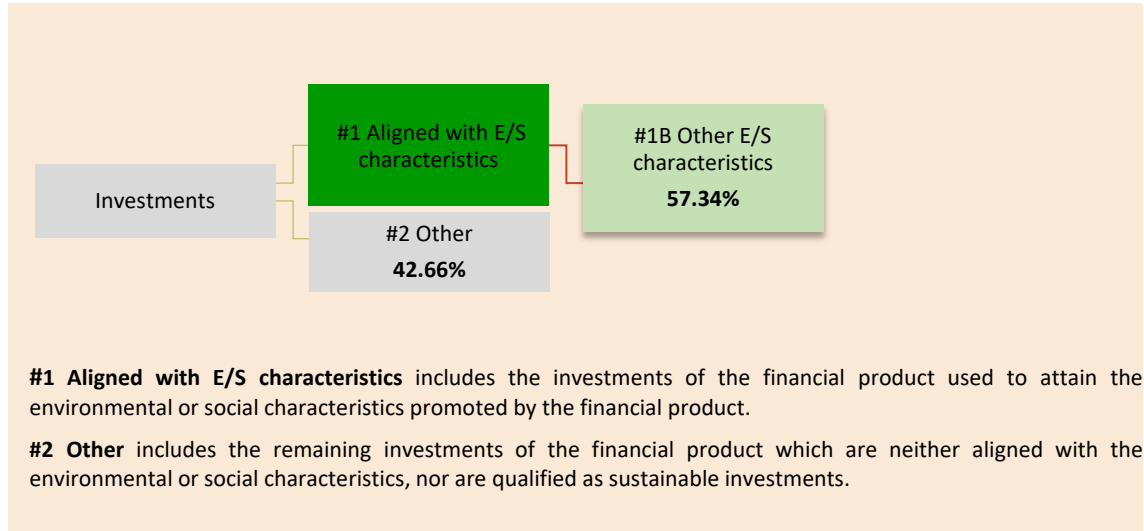 #1 Aligned with E/S
characteristics
#1B Other E/S
characteristics
57.34%
Investments
#2 Other
42.66%
#1 Aligned with E/S characteristics includes the investments of the financial product used to attain the
environmental or social characteristics promoted by the financial product.
#2 Other includes the remaining investments of the financial product which are neither aligned with the
environmental or social characteristics, nor are qualified as sustainable investments.